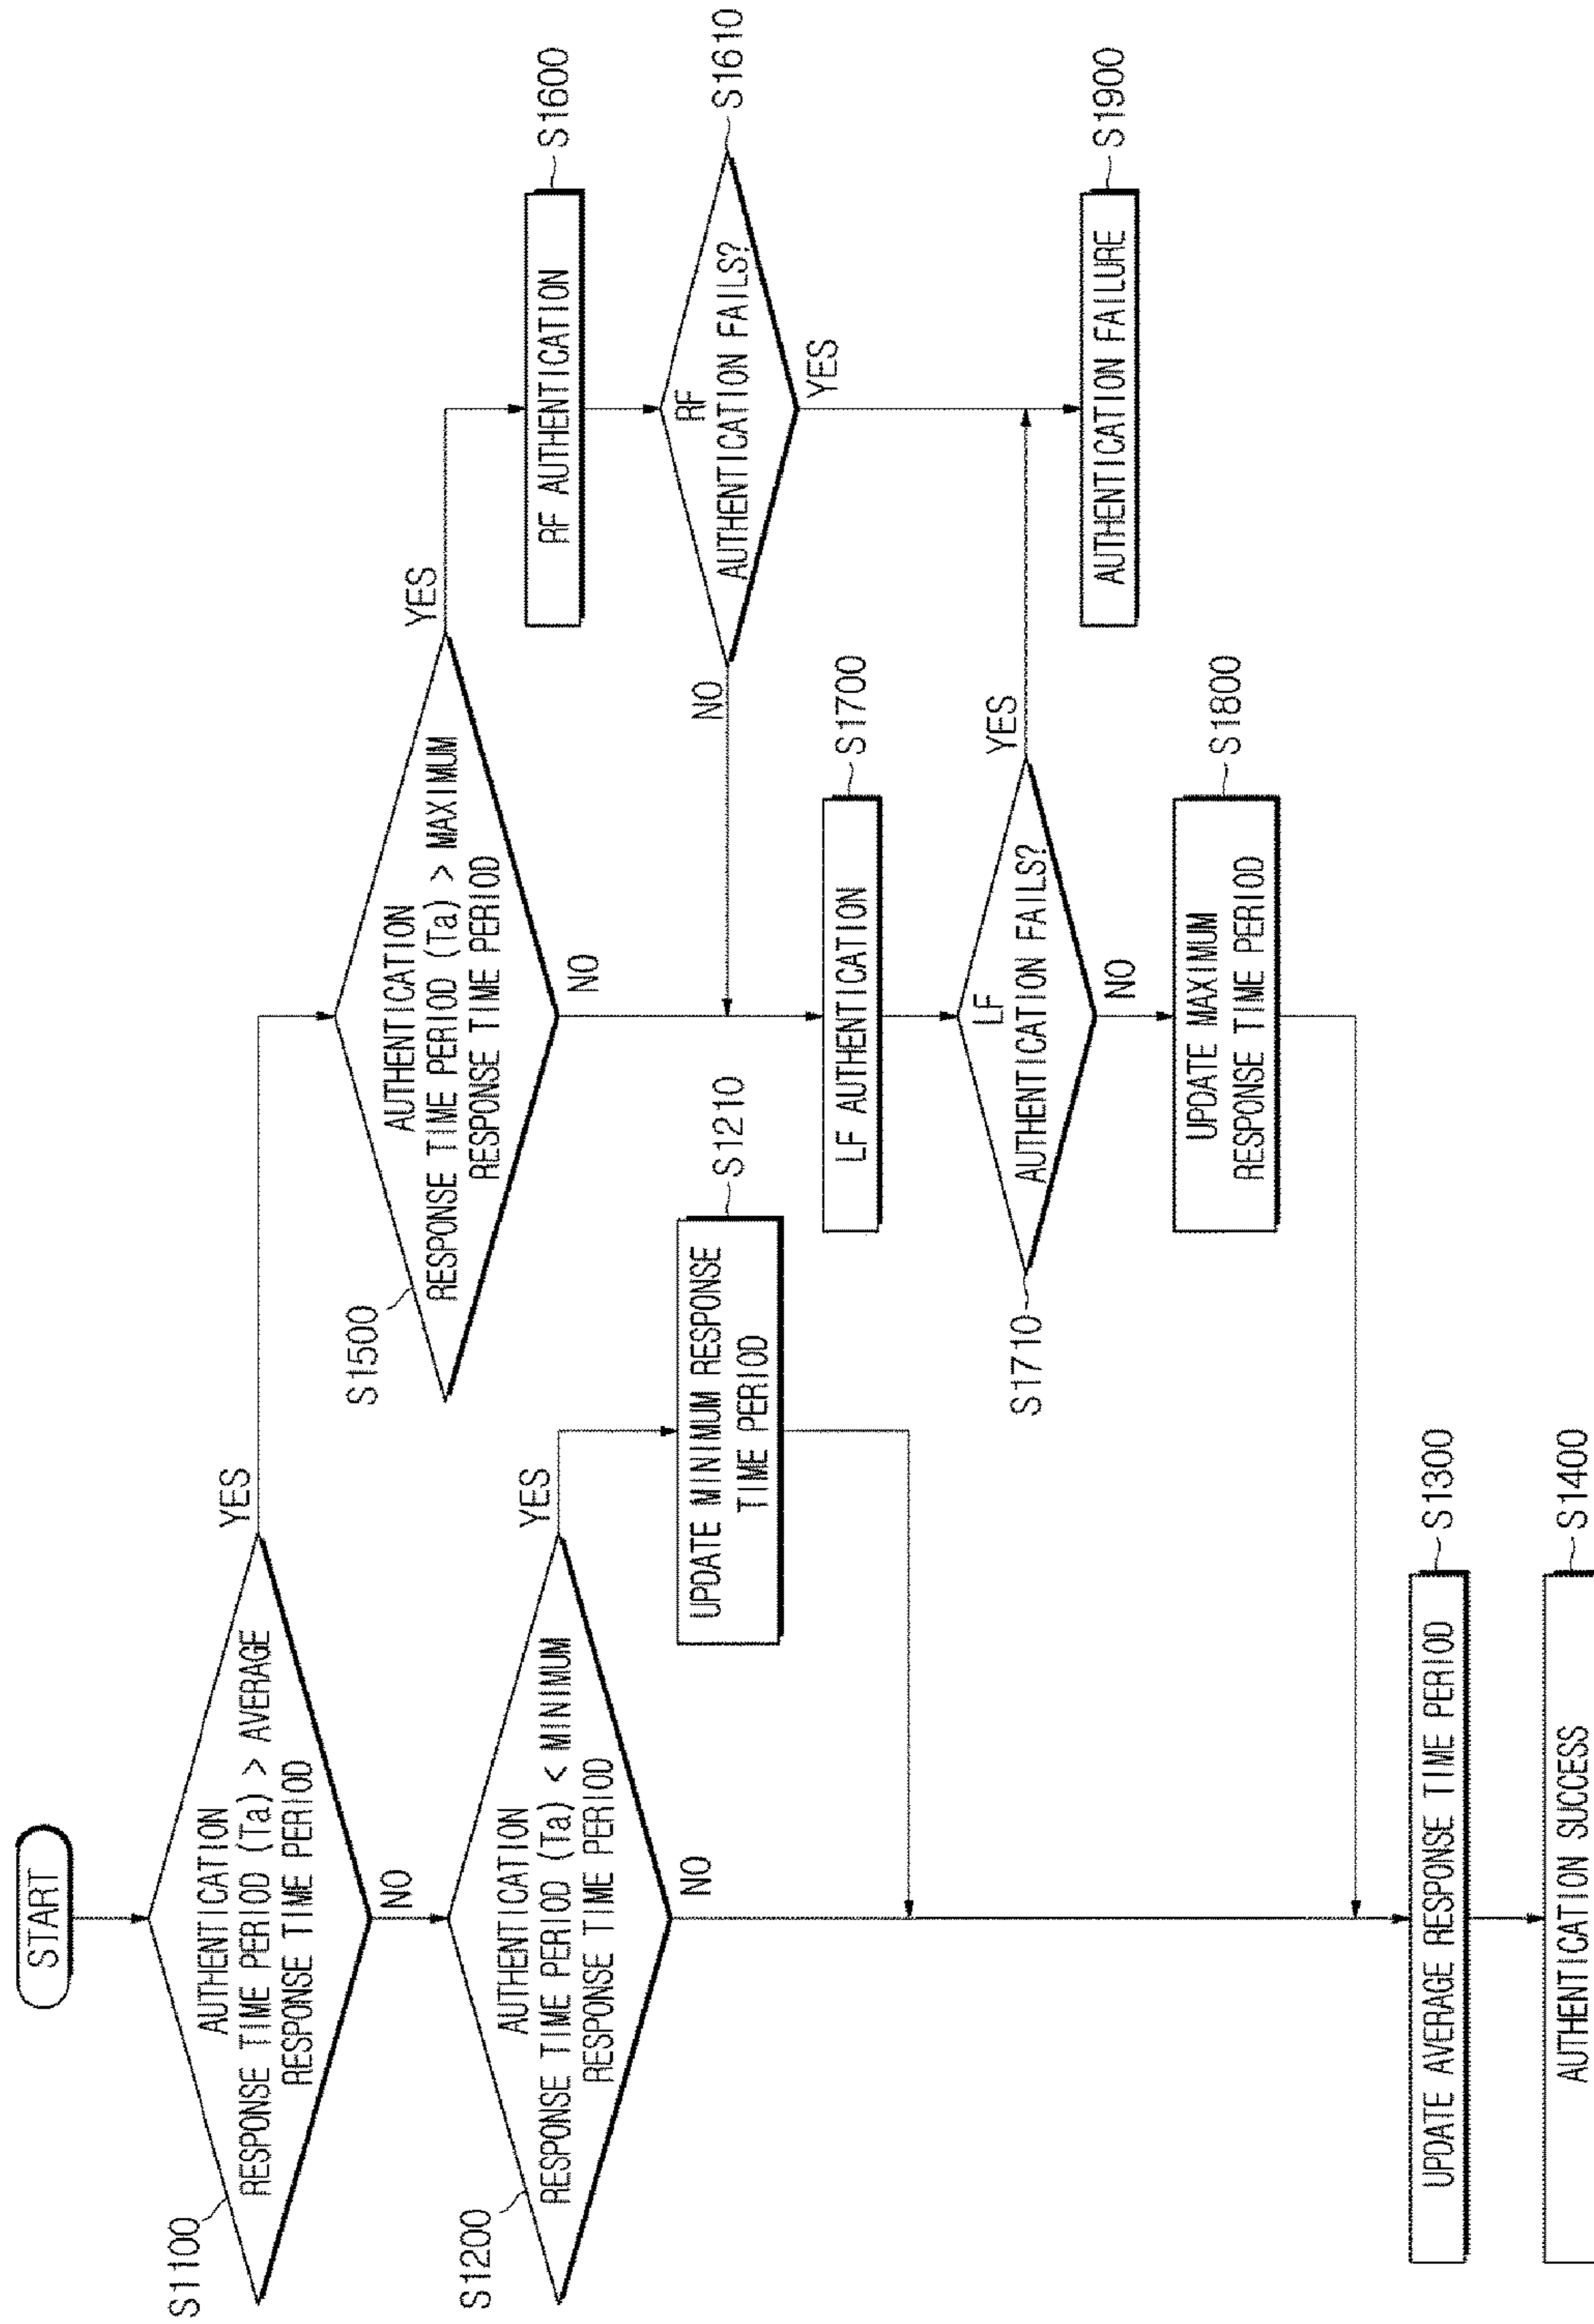 START
S1100
AUTHENTICATION
RESPONSE TIME PERIOD (Ta) > AVERAGE
RESPONSE TIME PERIOD
YES
NO
S1200
AUTHENTICATION
RESPONSE TIME PERIOD (Ta) < MINIMUM
RESPONSE TIME PERIOD
YES
NO
UPDATE MINIMUM RESPONSE
TIME PERIOD
S1210
S1500
AUTHENTICATION
RESPONSE TIME PERIOD (Ta) > MAXIMUM
RESPONSE TIME PERIOD
YES
NO
RF AUTHENTICATION
S1600
RF
AUTHENTICATION FAILS?
S1610
NO
YES
LF AUTHENTICATION
S1700
LF
AUTHENTICATION FAILS?
S1710
YES
NO
UPDATE MAXIMUM
RESPONSE TIME PERIOD
S1800
AUTHENTICATION FAILURE
S1900
UPDATE AVERAGE RESPONSE TIME PERIOD
S1300
AUTHENTICATION SUCCESS
S1400